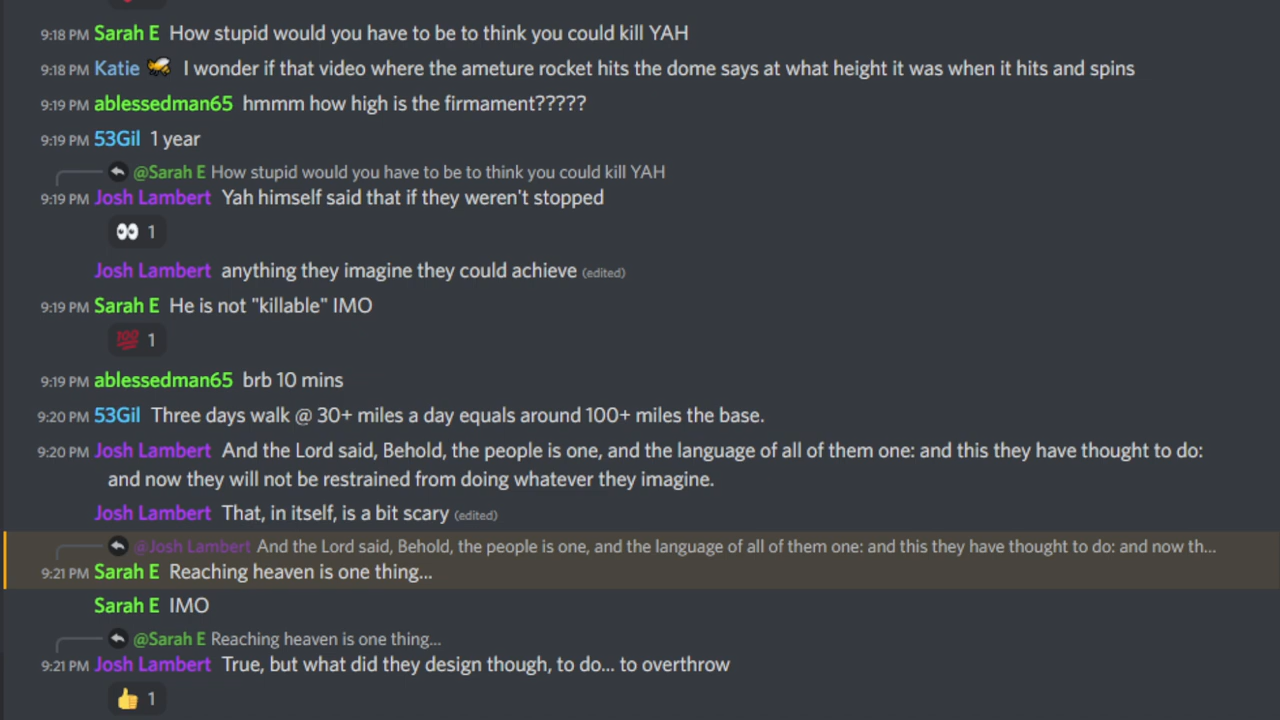 9:18 PM Sarah E How stupid would you have to be to think you could kill YAH
9:18 PM Katie I wonder if that video where the ameture rocket hits the dome says at what height it was when it hits and spins
9:19 PM ablessedman65 hmmm how high is the firmament?????
9:19 PM 53Gil 1 year
@Sarah E How stupid would you have to be to think you could kill YAH
9:19 PM Josh Lambert Yah himself said that if they weren't stopped
👀 1
Josh Lambert anything they imagine they could achieve (edited)
9:19 PM Sarah E He is not "killable" IMO
💯 1
9:19 PM ablessedman65 brb 10 mins
9:20 PM 53Gil Three days walk @ 30+ miles a day equals around 100+ miles the base.
9:20 PM Josh Lambert And the Lord said, Behold, the people is one, and the language of all of them one: and this they have thought to do:
and now they will not be restrained from doing whatever they imagine.
Josh Lambert That, in itself, is a bit scary (edited)
@Josh Lambert And the Lord said, Behold, the people is one, and the language of all of them one: and this they have thought to do: and now th...
9:21 PM Sarah E Reaching heaven is one thing...
Sarah E IMO
@Sarah E Reaching heaven is one thing...
9:21 PM Josh Lambert True, but what did they design though, to do... to overthrow
👍 1